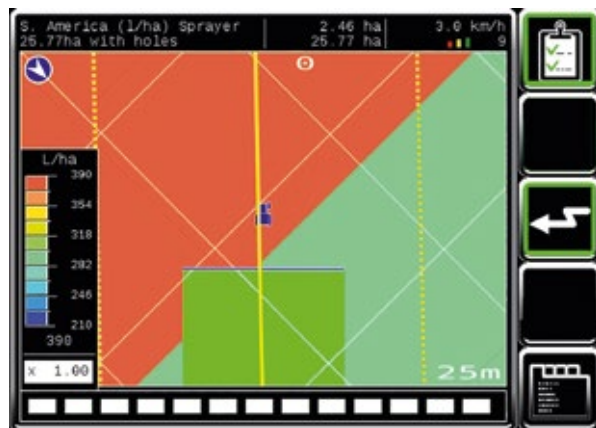 S. America (l/ha) Sprayer 2.46 ha 3.0 km/h
25.77ha with holes 25.77 ha 9
L/ha
390
354
318
282
246
210
390
x 1.00
25m